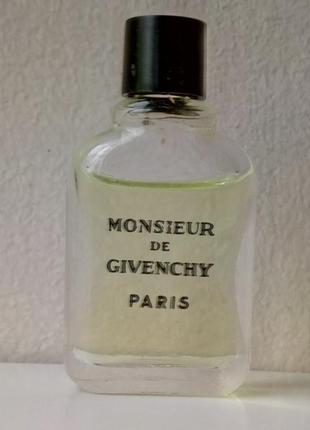 MONSIEUR
DE
GIVENCHY
PARIS